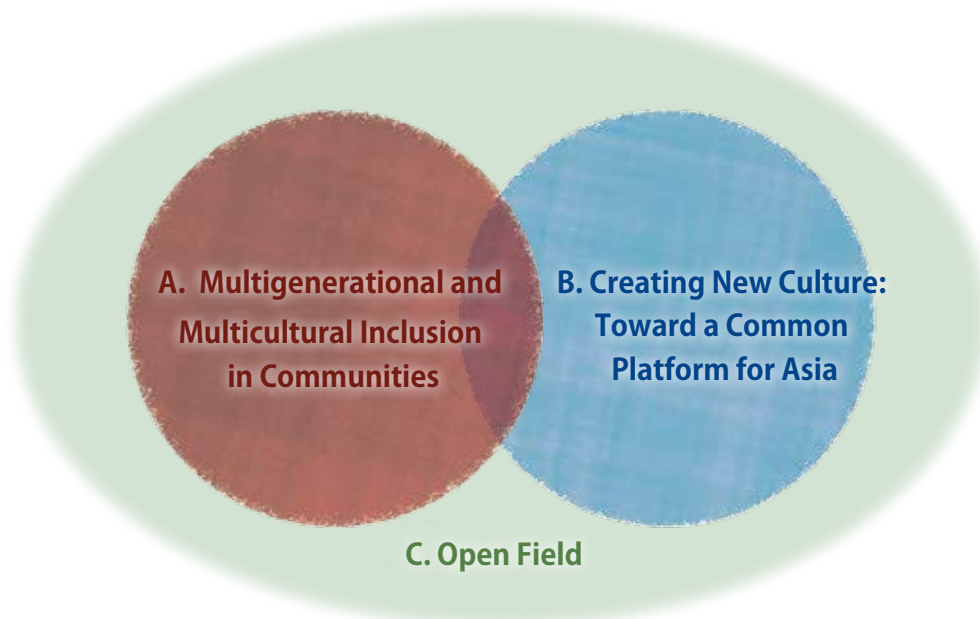 A. Multigenerational and
Multicultural Inclusion
in Communities
B. Creating New Culture:
Toward a Common
Platform for Asia
C. Open Field